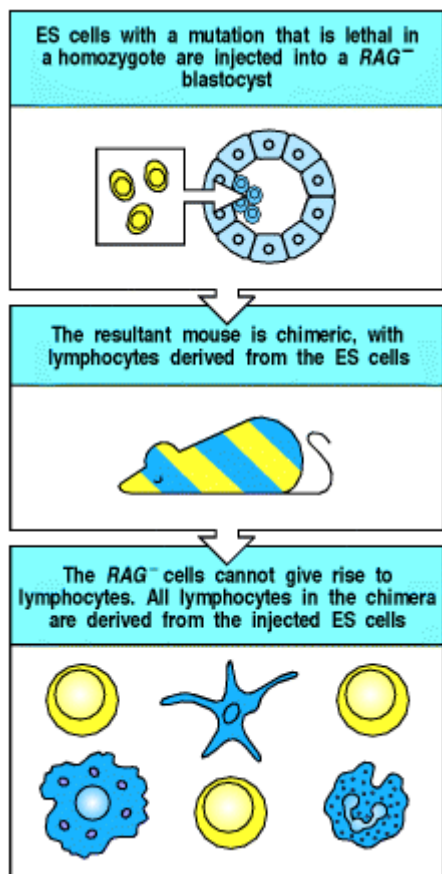 ES cells with a mutation that is lethal in
a homozygote are injected into a RAG⁻
blastocyst
The resultant mouse is chimeric, with
lymphocytes derived from the ES cells
The RAG⁻ cells cannot give rise to
lymphocytes. All lymphocytes in the chimera
are derived from the injected ES cells